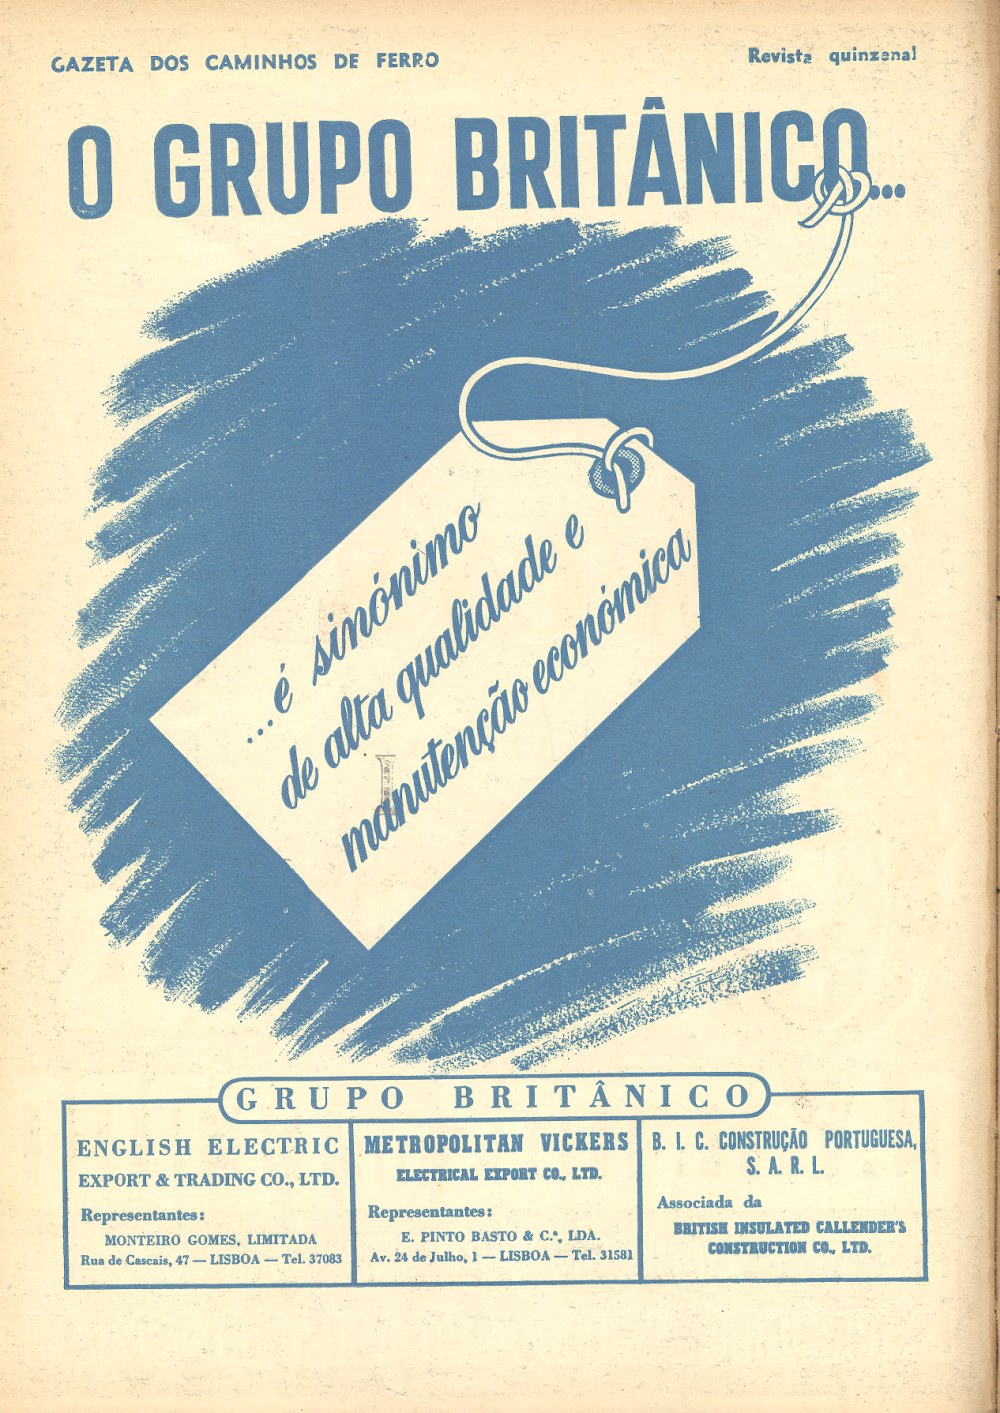 GAZETA DOS CAMINHOS DE FERRO
Revista quinzenal
O GRUPO BRITÂNICO...
...é sinónimo
de alta qualidade e
manutenção económica
GRUPO BRITÂNICO
ENGLISH ELECTRIC
EXPORT & TRADING CO., LTD.
Representantes:
MONTEIRO GOMES, LIMITADA
Rua de Cascais, 47 — LISBOA — Tel. 37083
METROPOLITAN VICKERS
ELECTRICAL EXPORT CO., LTD.
Representantes:
E. PINTO BASTO & C.ª, LDA.
Av. 24 de Julho, 1 — LISBOA — Tel. 31581
B. I. C. CONSTRUÇÃO PORTUGUESA,
S. A. R. L.
Associada da
BRITISH INSULATED CALLENDER'S
CONSTRUCTION CO., LTD.